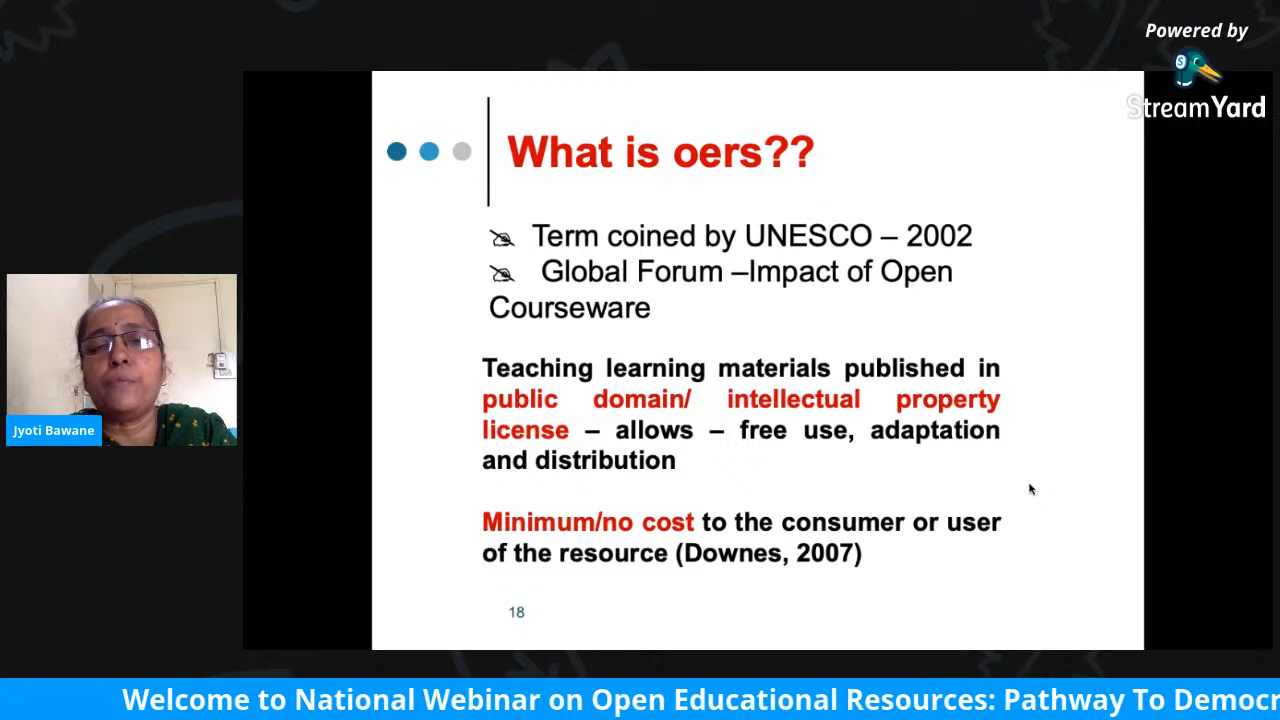 Powered by
StreamYard
What is oers??
Term coined by UNESCO – 2002
Global Forum –Impact of Open
Courseware
Teaching learning materials published in
public domain/ intellectual property
license – allows – free use, adaptation
and distribution
Minimum/no cost to the consumer or user
of the resource (Downes, 2007)
18
Jyoti Bawane
Welcome to National Webinar on Open Educational Resources: Pathway To Democr